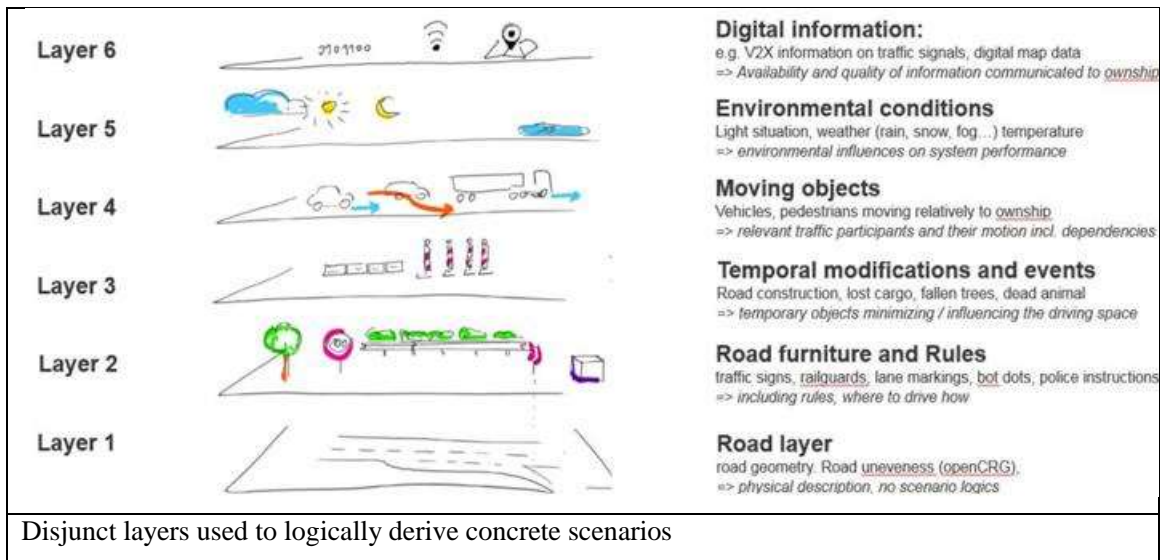 Layer 6
Digital information:
e.g. V2X information on traffic signals, digital map data
=> Availability and quality of information communicated to ownship
Layer 5
Environmental conditions
Light situation, weather (rain, snow, fog…) temperature
=> environmental influences on system performance
Layer 4
Moving objects
Vehicles, pedestrians moving relatively to ownship
=> relevant traffic participants and their motion incl. dependencies
Layer 3
Temporal modifications and events
Road construction, lost cargo, fallen trees, dead animal
=> temporary objects minimizing / influencing the driving space
Layer 2
Road furniture and Rules
traffic signs, railguards, lane markings, bot dots, police instructions
=> including rules, where to drive how
Layer 1
Road layer
road geometry. Road uneveness (openCRG),
=> physical description, no scenario logics
Disjunct layers used to logically derive concrete scenarios